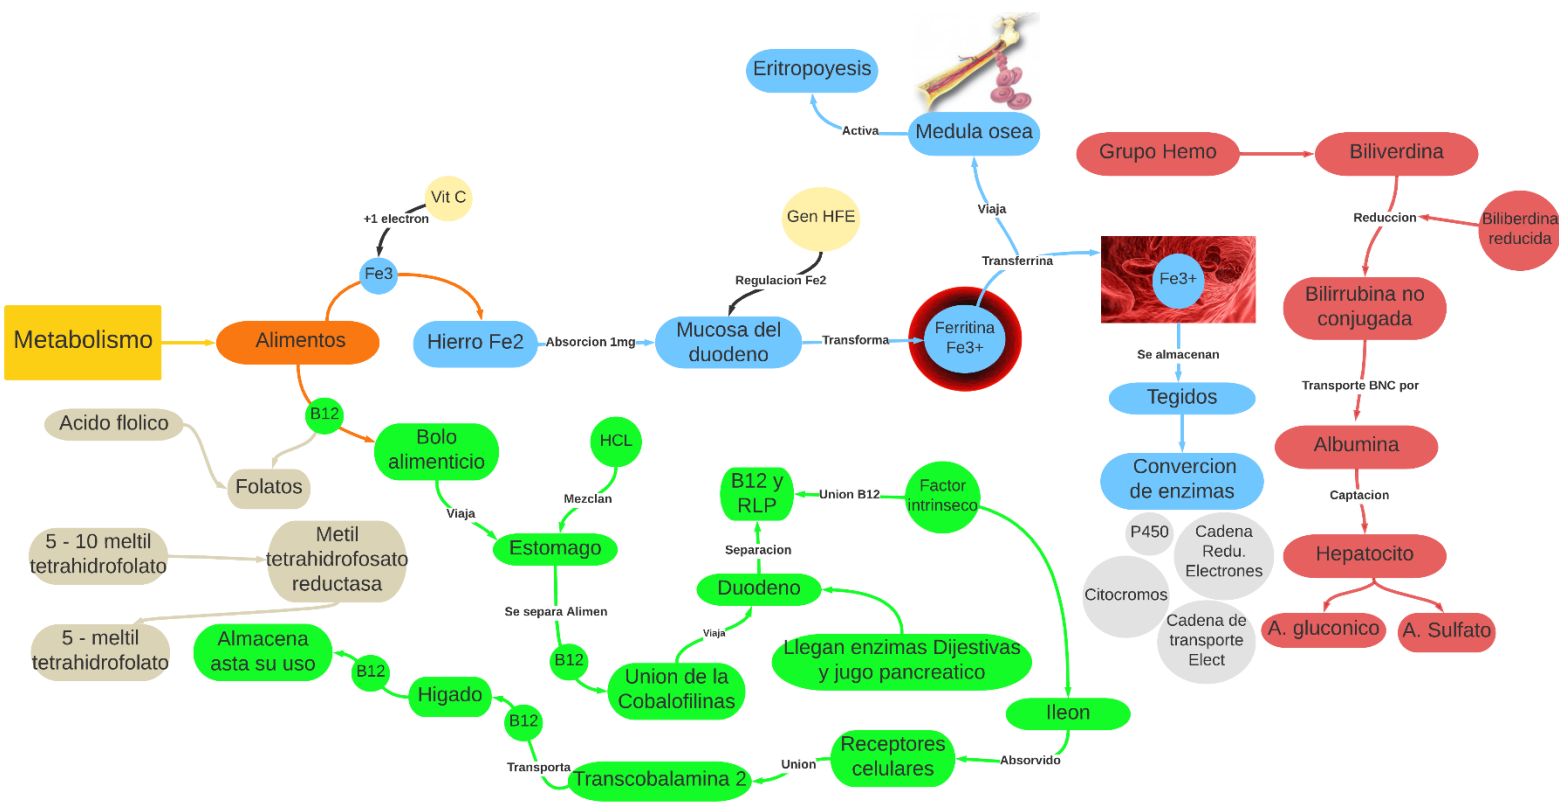 Metabolismo
Alimentos
Vit C
+1 electron
Fe3
Hierro Fe2
Absorcion 1mg
Gen HFE
Regulacion Fe2
Mucosa del
duodeno
Transforma
Ferritina
Fe3+
Transferrina
Viaja
Medula osea
Activa
Eritropoyesis
Fe3+
Se almacenan
Tegidos
Convercion
de enzimas
P450
Cadena
Redu.
Electrones
Citocromos
Cadena de
transporte
Elect
Grupo Hemo
Biliverdina
Reduccion
Biliberdina
reducida
Bilirrubina no
conjugada
Transporte BNC por
Albumina
Captacion
Hepatocito
A. gluconico
A. Sulfato
B12
Acido flolico
Folatos
5 - 10 meltil
tetrahidrofolato
Metil
tetrahidrofosato
reductasa
5 - meltil
tetrahidrofolato
Bolo
alimenticio
Viaja
HCL
Mezclan
Estomago
Se separa Alimen
B12
Union de la
Cobalofilinas
Viaja
Duodeno
Llegan enzimas Dijestivas
y jugo pancreatico
Separacion
B12 y
RLP
Union B12
Factor
intrinseco
Ileon
Absorvido
Receptores
celulares
Union
Transcobalamina 2
Transporta
B12
Higado
B12
Almacena
asta su uso